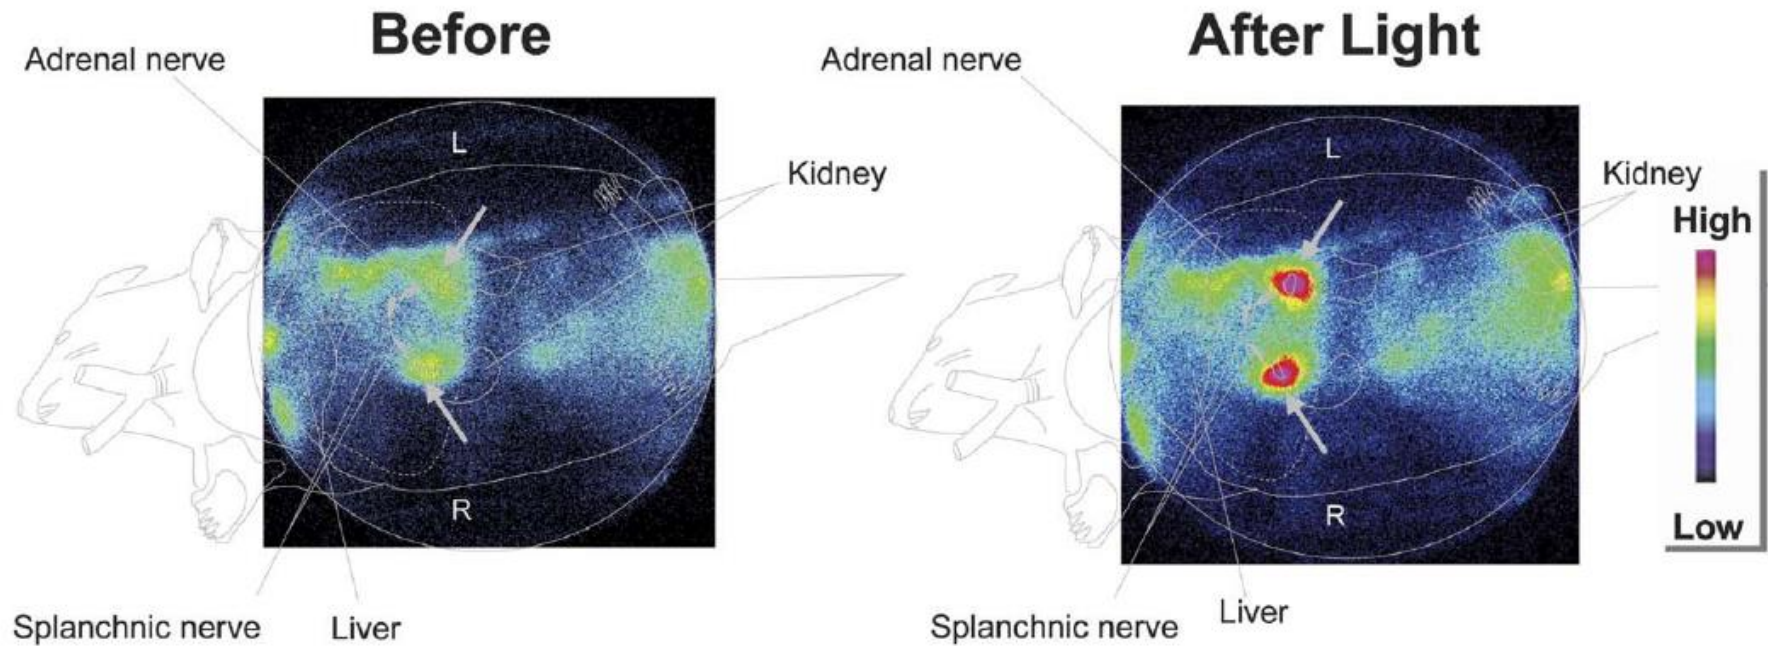 Before
After Light
Adrenal nerve
Adrenal nerve
L
L
Kidney
Kidney
High
R
R
Low
Splanchnic nerve
Liver
Splanchnic nerve
Liver